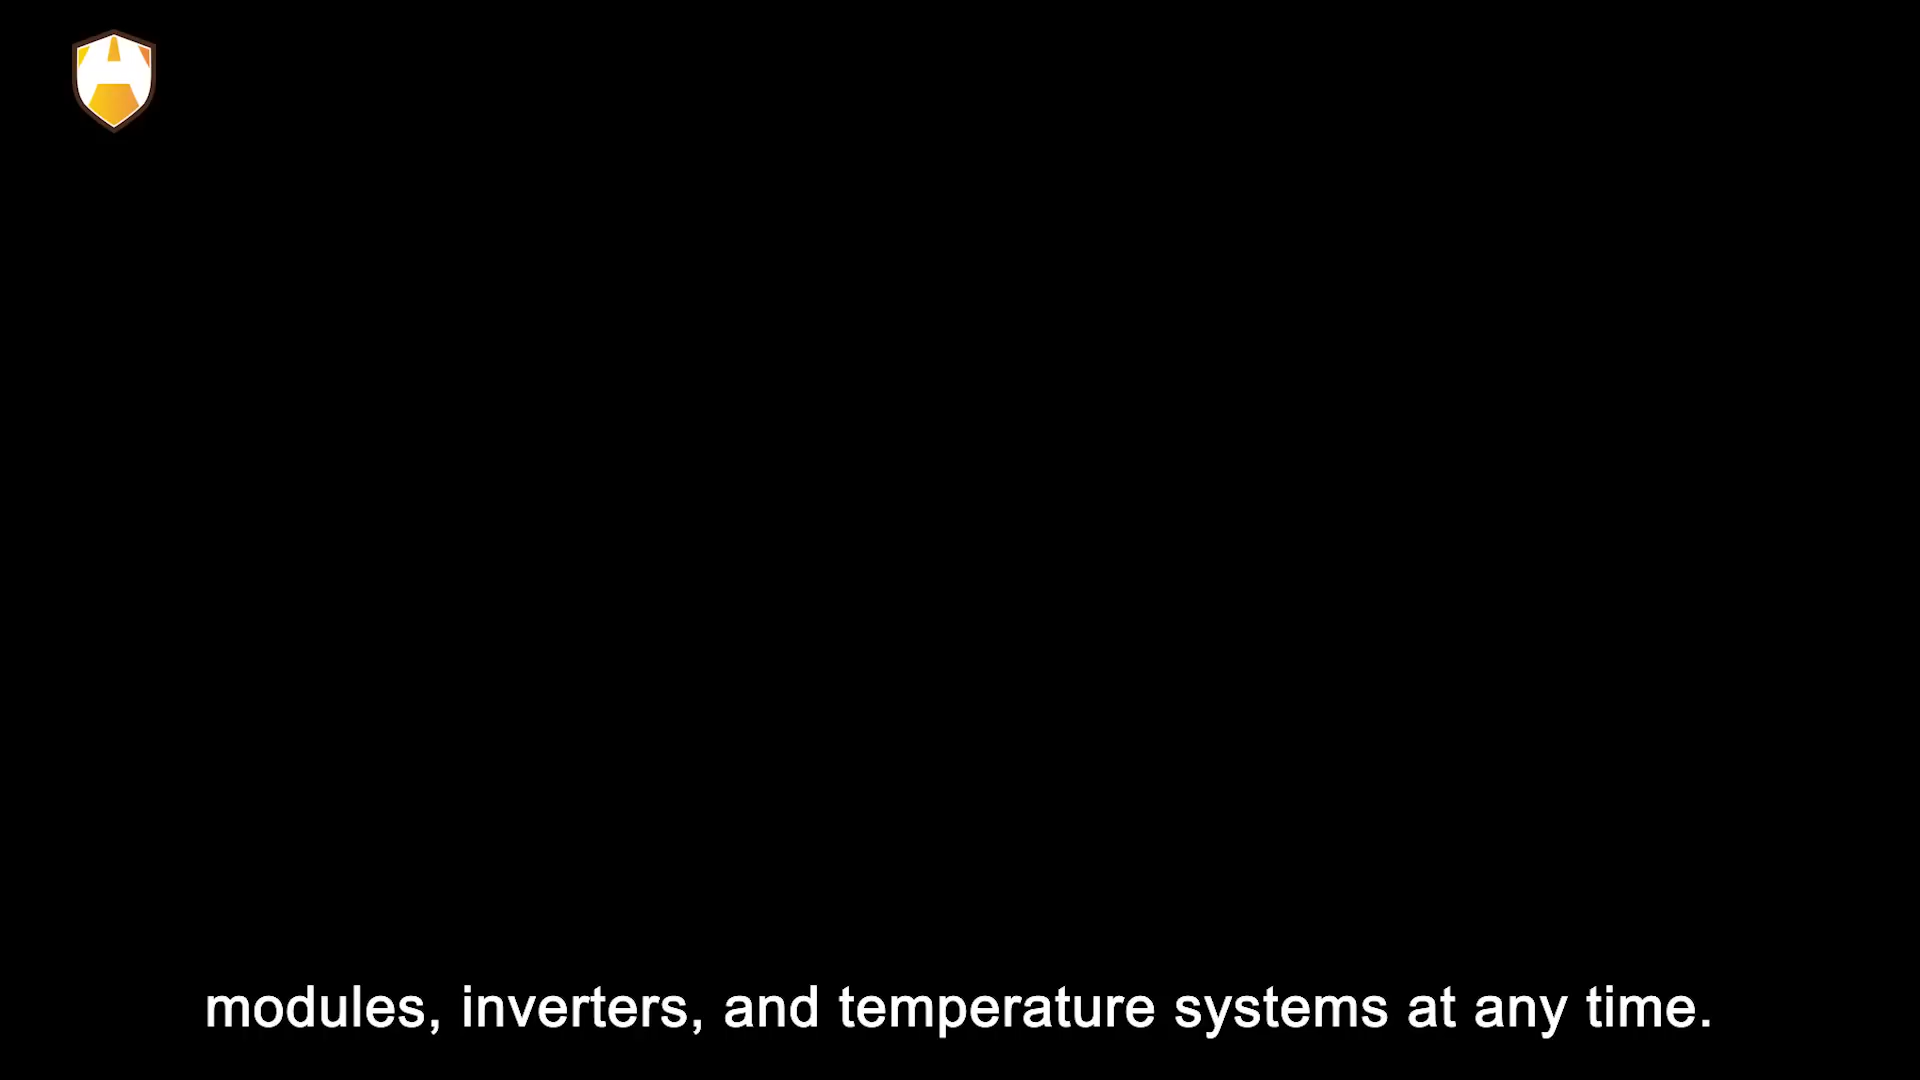 modules, inverters, and temperature systems at any time.